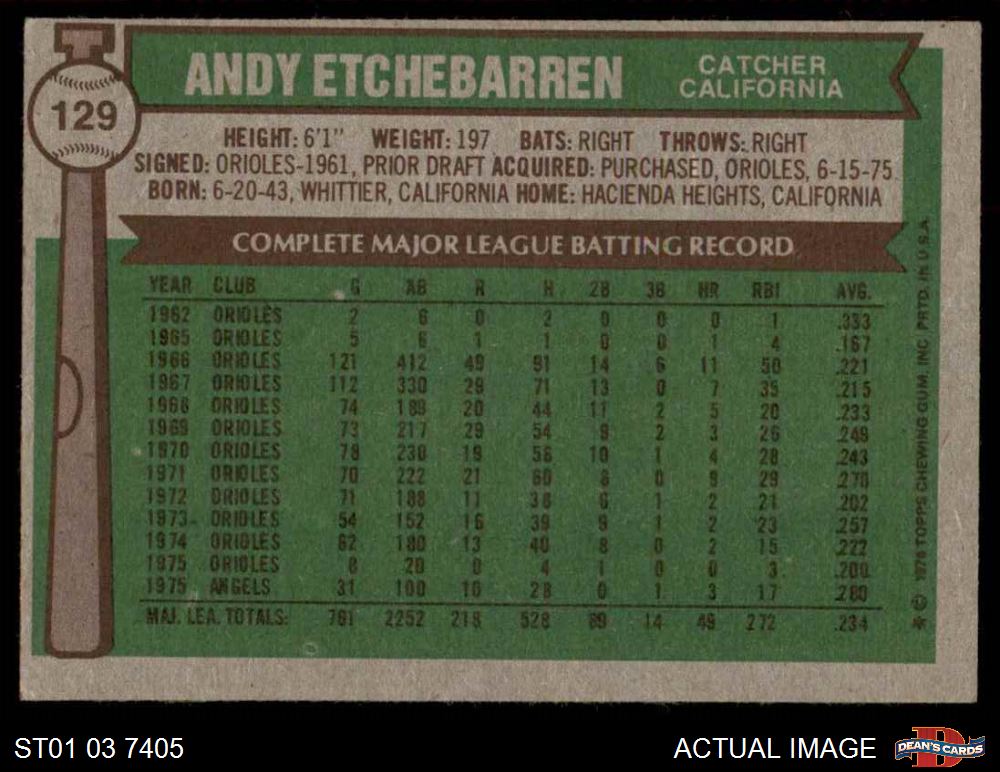 ANDY ETCHEBARREN
CATCHER
CALIFORNIA
129
HEIGHT: 6'1" WEIGHT: 197 BATS: RIGHT THROWS: RIGHT
SIGNED: ORIOLES-1961, PRIOR DRAFT ACQUIRED: PURCHASED, ORIOLES, 6-15-75
BORN: 6-20-43, WHITTIER, CALIFORNIA HOME: HACIENDA HEIGHTS, CALIFORNIA
COMPLETE MAJOR LEAGUE BATTING RECORD
YEAR CLUB G AB R H 2B 3B HR RBI AVG.
1962 ORIOLES 2 6 0 2 0 0 0 1 .333
1965 ORIOLES 5 6 1 1 0 0 1 4 .167
1966 ORIOLES 121 412 49 91 14 6 11 50 .221
1967 ORIOLES 112 330 29 71 13 0 7 35 .215
1968 ORIOLES 74 189 20 44 11 2 5 20 .233
1969 ORIOLES 73 217 29 54 9 2 3 26 .249
1970 ORIOLES 78 230 19 56 10 1 4 28 .243
1971 ORIOLES 70 222 21 60 8 0 9 29 .270
1972 ORIOLES 71 188 11 38 6 1 2 21 .202
1973 ORIOLES 54 152 16 39 9 1 2 23 .257
1974 ORIOLES 62 180 13 40 8 0 2 15 .222
1975 ORIOLES 8 20 0 4 1 0 0 3 .200
1975 ANGELS 31 100 10 28 0 1 3 17 .280
MAJ. LEA. TOTALS: 761 2252 218 528 89 14 49 272 .234
* © 1976 TOPPS CHEWING GUM, INC PRTD. IN U.S.A.
ST01 03 7405
ACTUAL IMAGE
D
DEAN'S CARDS